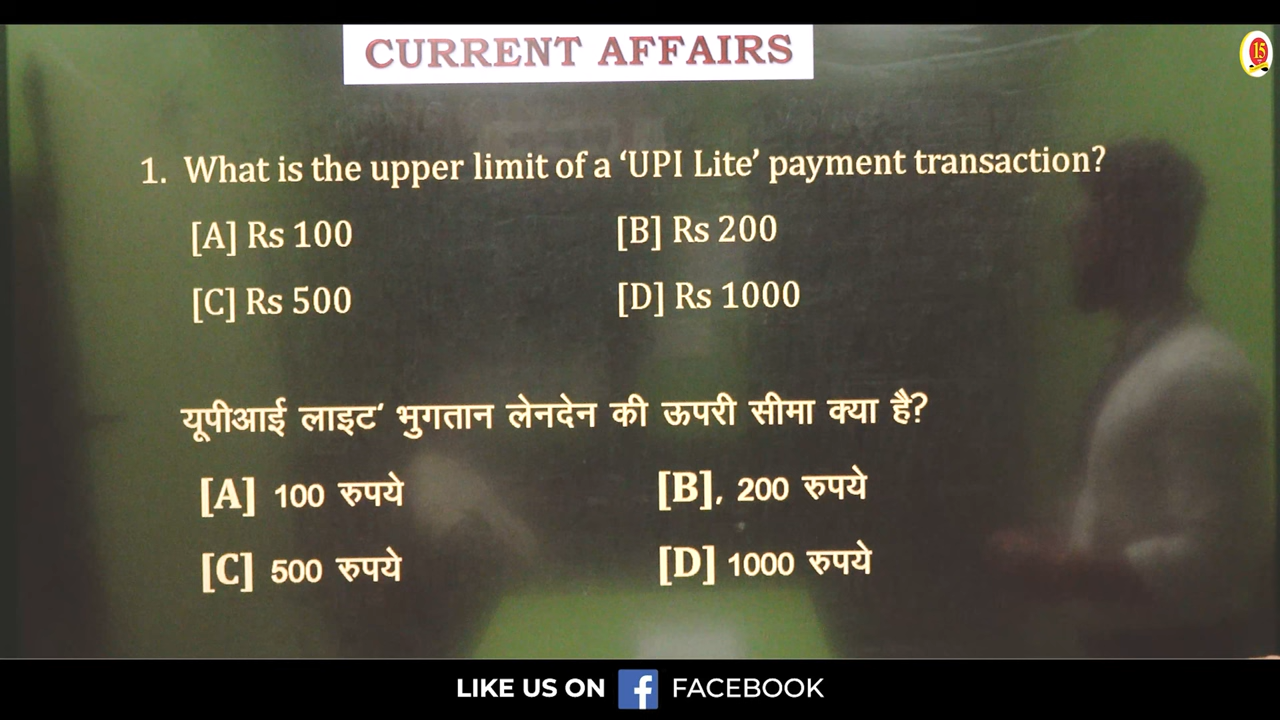 CURRENT AFFAIRS
15
1. What is the upper limit of a ‘UPI Lite’ payment transaction?
[A] Rs 100 [B] Rs 200
[C] Rs 500 [D] Rs 1000
यूपीआई लाइट‘ भुगतान लेनदेन की ऊपरी सीमा क्या है?
[A] 100 रुपये [B], 200 रुपये
[C] 500 रुपये [D] 1000 रुपये
LIKE US ON f FACEBOOK